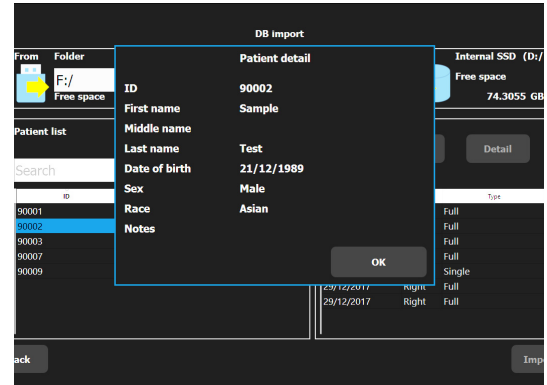 DB import
From Folder
F:/
Free space
Internal SSD (D:/
Free space
74.3055 GB
Patient detail
ID 90002
First name Sample
Middle name
Last name Test
Date of birth 21/12/1989
Sex Male
Race Asian
Notes
OK
Patient list
Search
Detail
ID
90001
90002
90003
90007
90009
Type
Full
Full
Full
Full
Single
29/12/2017 Right Full
29/12/2017 Right Full
ack
Impo